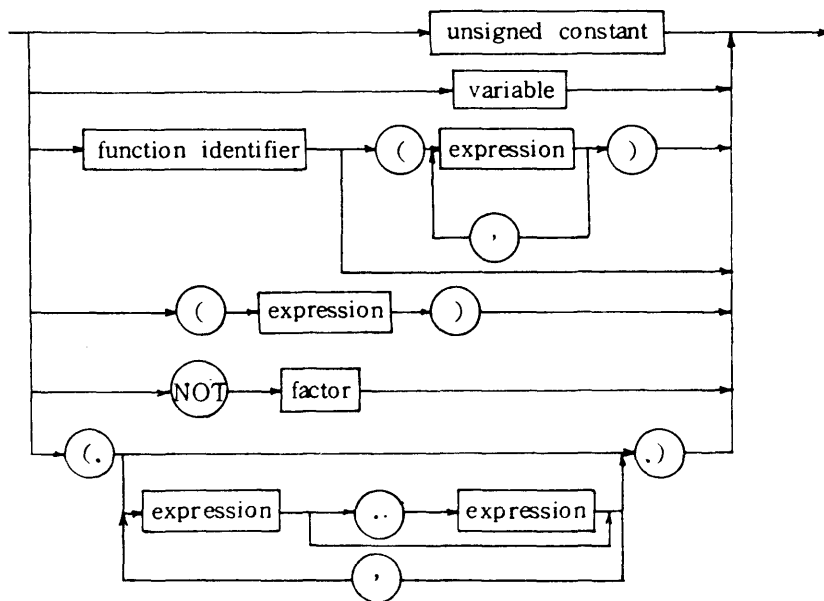 unsigned constant
variable
function identifier ( expression )
,
( expression )
NOT factor
(. .)
expression .. expression
,